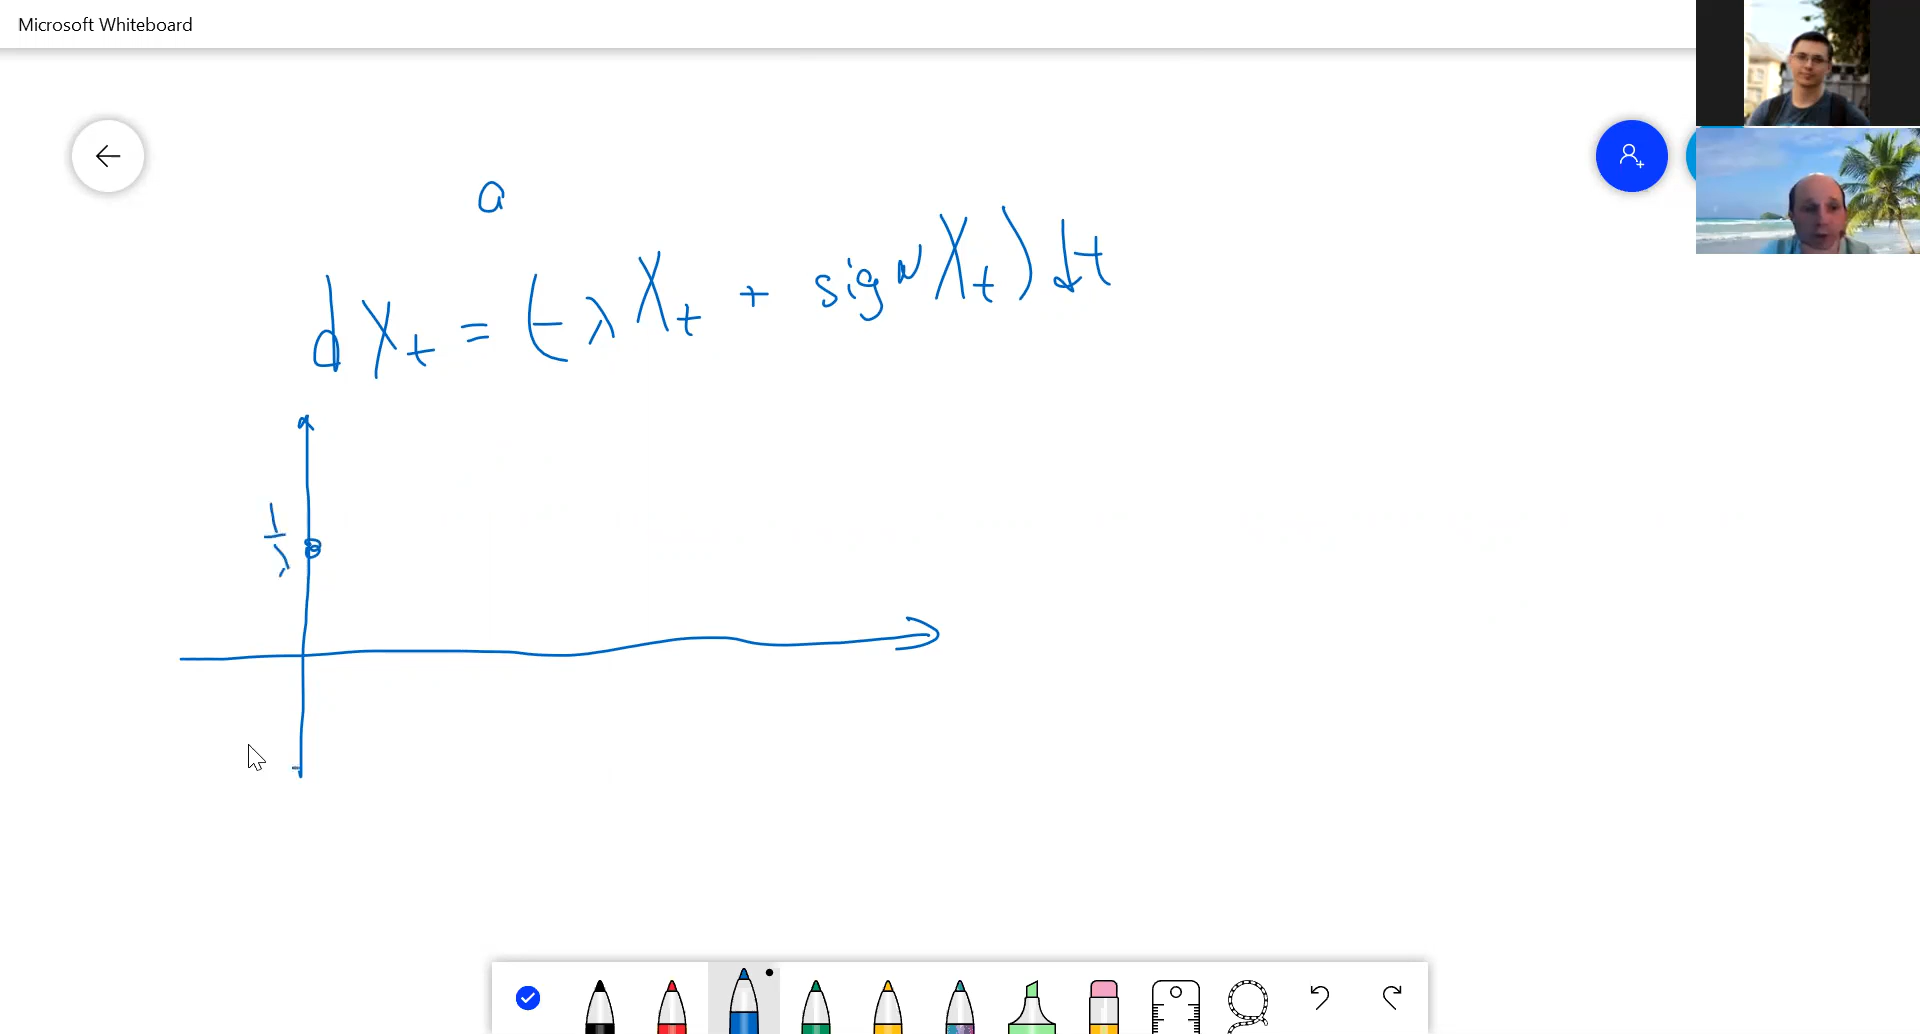 Microsoft Whiteboard
a
dX_t = (-λX_t + sign X_t) dt
1/λ